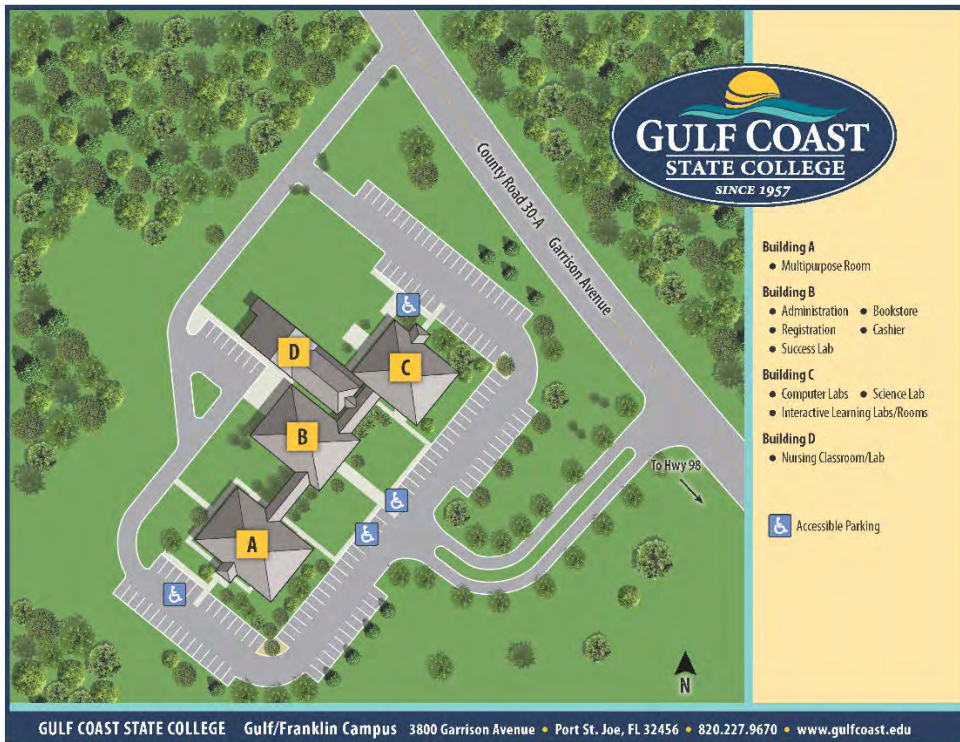 County Road 30-A Garrison Avenue
GULF COAST
STATE COLLEGE
SINCE 1957
Building A
• Multipurpose Room
Building B
• Administration • Bookstore
• Registration • Cashier
• Success Lab
Building C
• Computer Labs • Science Lab
• Interactive Learning Labs/Rooms
Building D
• Nursing Classroom/Lab
Accessible Parking
D
C
B
A
To Hwy 98
N
GULF COAST STATE COLLEGE Gulf/Franklin Campus 3800 Garrison Avenue • Port St. Joe, FL 32456 • 820.227.9670 • www.gulfcoast.edu